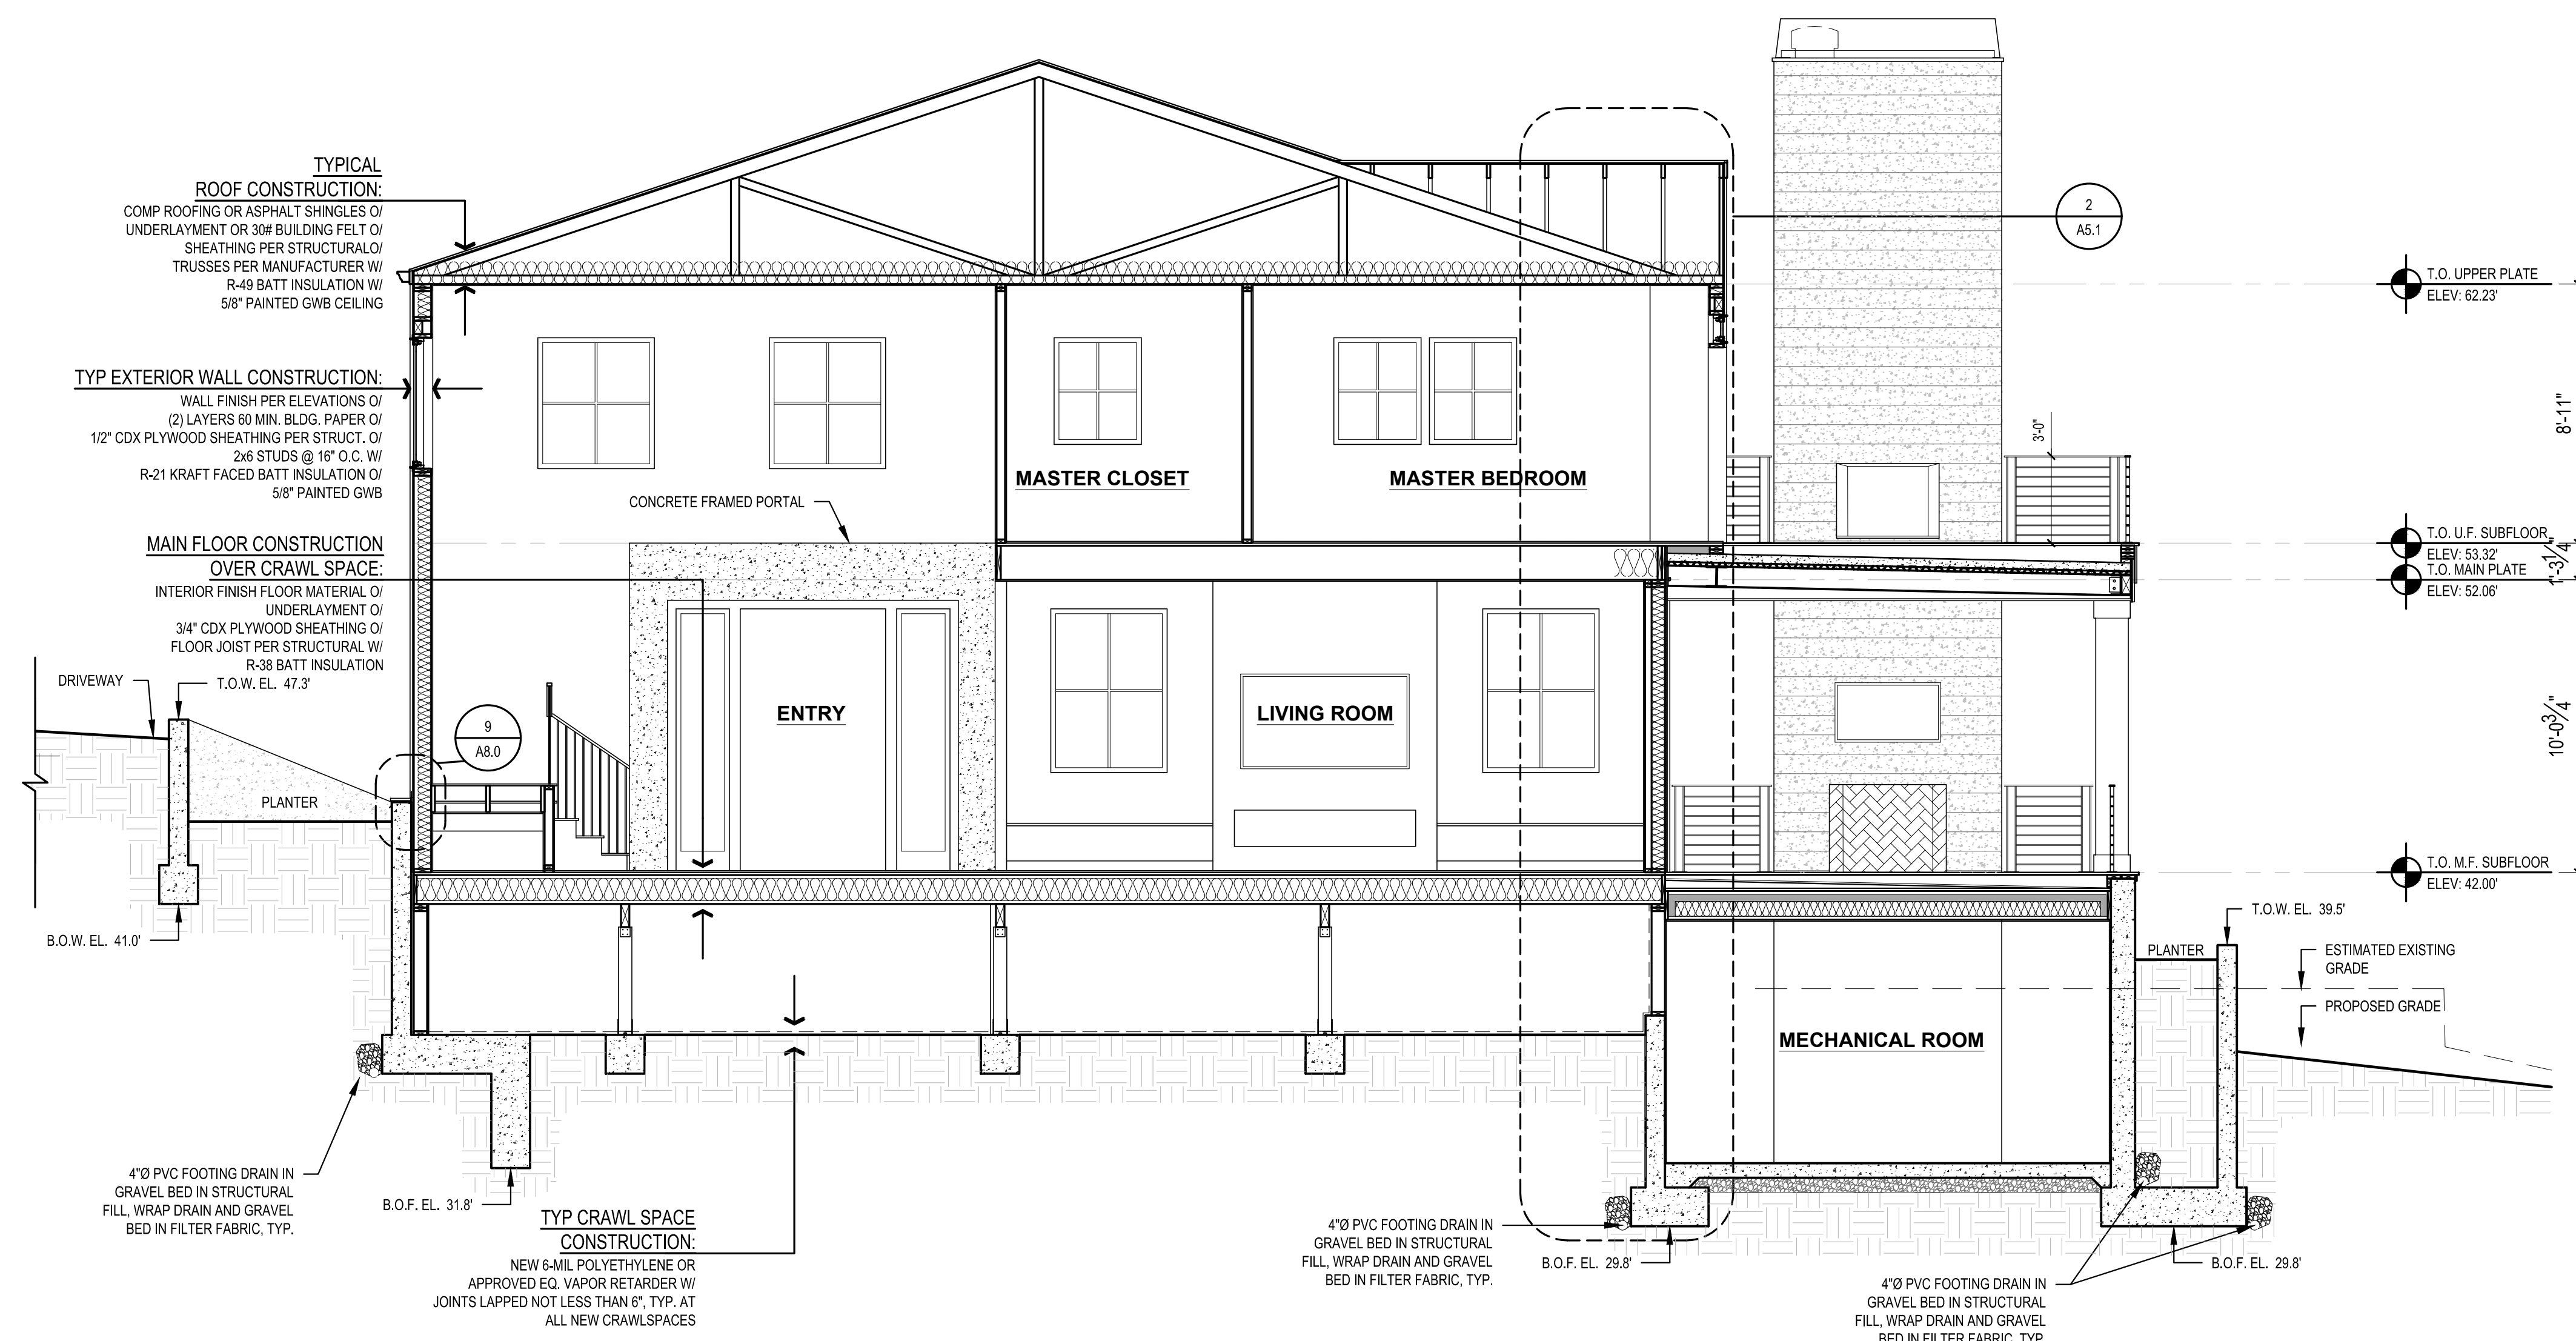 TYPICAL
ROOF CONSTRUCTION:
COMP ROOFING OR ASPHALT SHINGLES O/
UNDERLAYMENT OR 30# BUILDING FELT O/
SHEATHING PER STRUCTURALO/
TRUSSES PER MANUFACTURER W/
R-49 BATT INSULATION W/
5/8" PAINTED GWB CEILING
TYP EXTERIOR WALL CONSTRUCTION:
WALL FINISH PER ELEVATIONS O/
(2) LAYERS 60 MIN. BLDG. PAPER O/
1/2" CDX PLYWOOD SHEATHING PER STRUCT. O/
2x6 STUDS @ 16" O.C. W/
R-21 KRAFT FACED BATT INSULATION O/
5/8" PAINTED GWB
MAIN FLOOR CONSTRUCTION
OVER CRAWL SPACE:
INTERIOR FINISH FLOOR MATERIAL O/
UNDERLAYMENT O/
3/4" CDX PLYWOOD SHEATHING O/
FLOOR JOIST PER STRUCTURAL W/
R-38 BATT INSULATION
T.O.W. EL. 47.3'
DRIVEWAY
PLANTER
9
A8.0
B.O.W. EL. 41.0'
CONCRETE FRAMED PORTAL
MASTER CLOSET
MASTER BEDROOM
ENTRY
LIVING ROOM
MECHANICAL ROOM
2
A5.1
3'-0"
T.O. UPPER PLATE
ELEV: 62.23'
8'-11"
T.O. U.F. SUBFLOOR
ELEV: 53.32'
1'-3 1/4"
T.O. MAIN PLATE
ELEV: 52.06'
10'-0 3/4"
T.O. M.F. SUBFLOOR
ELEV: 42.00'
T.O.W. EL. 39.5'
PLANTER
ESTIMATED EXISTING
GRADE
PROPOSED GRADE
4"Ø PVC FOOTING DRAIN IN
GRAVEL BED IN STRUCTURAL
FILL, WRAP DRAIN AND GRAVEL
BED IN FILTER FABRIC, TYP.
B.O.F. EL. 31.8'
TYP CRAWL SPACE
CONSTRUCTION:
NEW 6-MIL POLYETHYLENE OR
APPROVED EQ. VAPOR RETARDER W/
JOINTS LAPPED NOT LESS THAN 6", TYP. AT
ALL NEW CRAWLSPACES
4"Ø PVC FOOTING DRAIN IN
GRAVEL BED IN STRUCTURAL
FILL, WRAP DRAIN AND GRAVEL
BED IN FILTER FABRIC, TYP.
B.O.F. EL. 29.8'
4"Ø PVC FOOTING DRAIN IN
GRAVEL BED IN STRUCTURAL
FILL, WRAP DRAIN AND GRAVEL
BED IN FILTER FABRIC, TYP.
B.O.F. EL. 29.8'